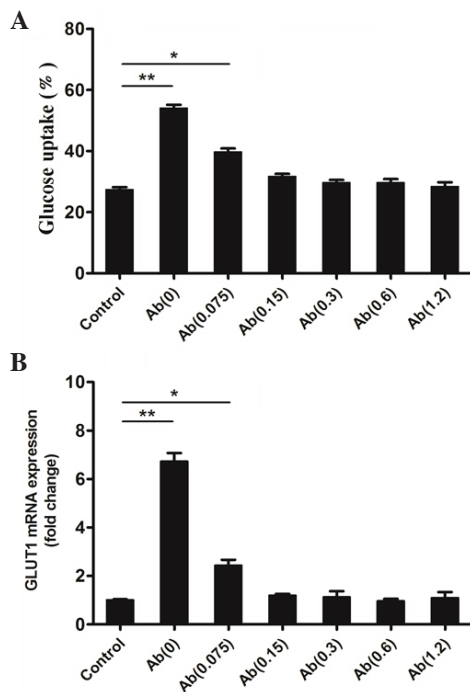 A
Glucose uptake (%)
80
60
40
20
0
*
**
Control
Ab(0)
Ab(0.075)
Ab(0.15)
Ab(0.3)
Ab(0.6)
Ab(1.2)
B
GLUT1 mRNA expression
(fold change)
10
8
6
4
2
0
*
**
Control
Ab(0)
Ab(0.075)
Ab(0.15)
Ab(0.3)
Ab(0.6)
Ab(1.2)